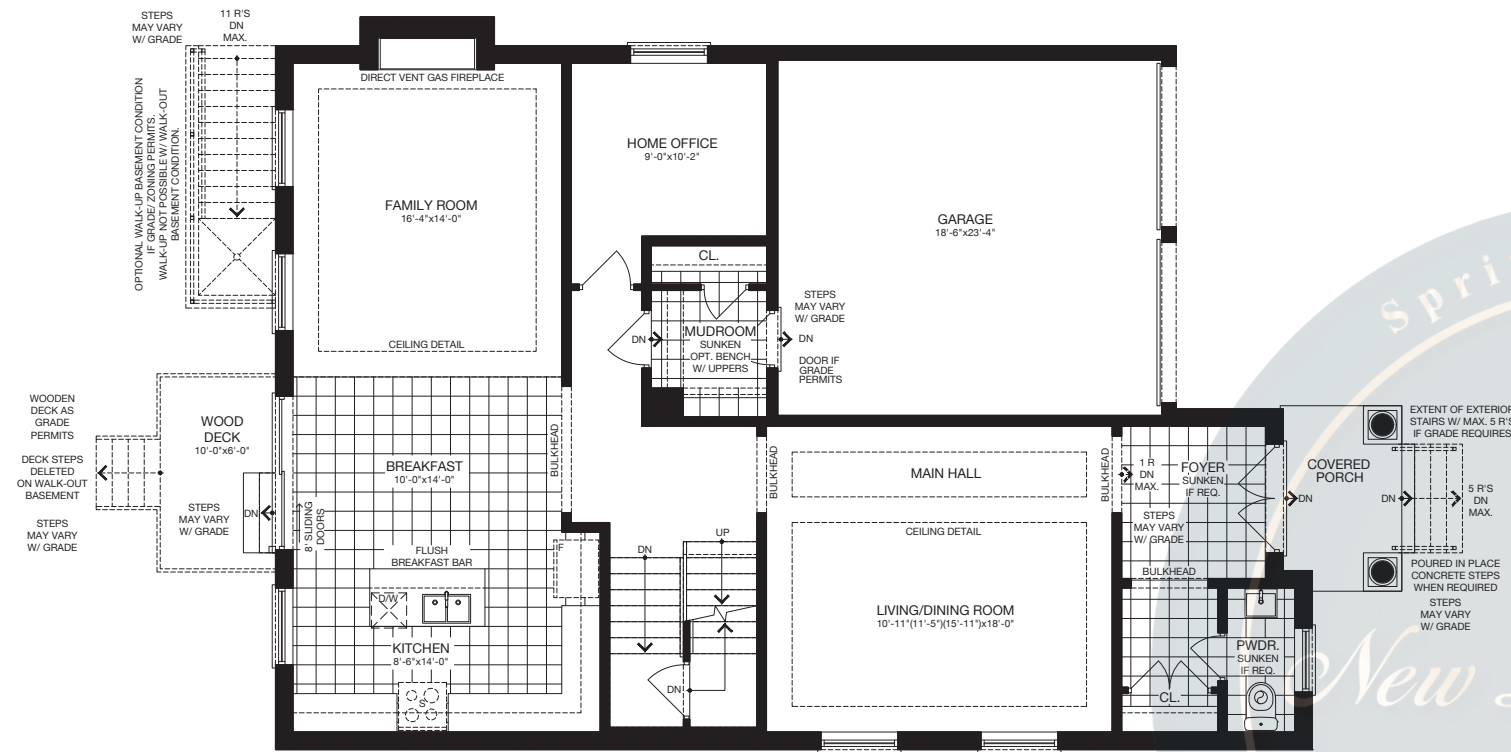 STEPS
MAY VARY
W/ GRADE
11 R'S
DN
MAX.
OPTIONAL WALK-UP BASEMENT CONDITION
IF GRADE/ ZONING PERMITS.
WALK-UP NOT POSSIBLE W/ WALK-OUT
BASEMENT CONDITION.
DIRECT VENT GAS FIREPLACE
FAMILY ROOM
16'-4"x14'-0"
CEILING DETAIL
HOME OFFICE
9'-0"x10'-2"
CL.
MUDROOM
SUNKEN
OPT. BENCH
W/ UPPERS
DN
STEPS
MAY VARY
W/ GRADE
DN
DOOR IF
GRADE
PERMITS
GARAGE
18'-6"x23'-4"
WOODEN
DECK AS
GRADE
PERMITS
DECK STEPS
DELETED
ON WALK-OUT
BASEMENT
STEPS
MAY VARY
W/ GRADE
WOOD
DECK
10'-0"x6'-0"
STEPS
MAY VARY
W/ GRADE
DN
8' SLIDING
DOORS
BREAKFAST
10'-0"x14'-0"
BULKHEAD
FLUSH
BREAKFAST BAR
D/W
F
KITCHEN
8'-6"x14'-0"
S
DN
UP
DN
BULKHEAD
MAIN HALL
BULKHEAD
CEILING DETAIL
LIVING/DINING ROOM
10'-11"(11'-5")(15'-11")x18'-0"
1 R
DN
MAX.
FOYER
SUNKEN
IF REQ.
STEPS
MAY VARY
W/ GRADE
BULKHEAD
CL.
PWDR.
SUNKEN
IF REQ.
DN
COVERED
PORCH
DN
5 R'S
DN
MAX.
EXTENT OF EXTERIOR
STAIRS W/ MAX. 5 R'S
IF GRADE REQUIRES
POURED IN PLACE
CONCRETE STEPS
WHEN REQUIRED
STEPS
MAY VARY
W/ GRADE
Spri
New